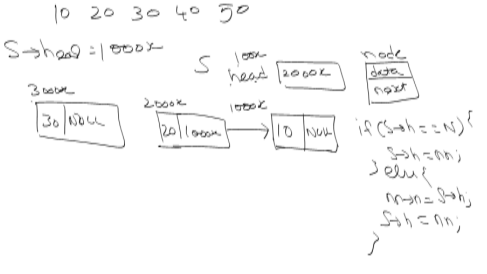 10 20 30 40 50
S→head = 1000x
S
100x
head 2000x
node
data
next
3000x
30 NULL
2000x
20 1000x
1000x
10 NULL
if (S→h == N) {
S→h = nn;
} else {
nn→n = S→h;
S→h = nn;
}